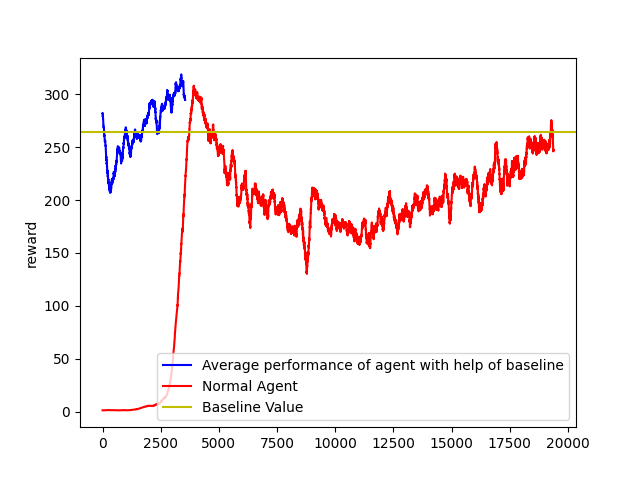 300
250
200
150
100
50
0
reward
Average performance of agent with help of baseline
Normal Agent
Baseline Value
0 2500 5000 7500 10000 12500 15000 17500 20000